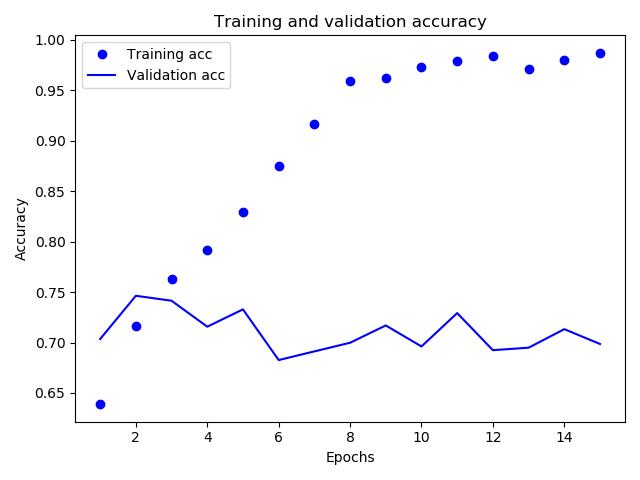 Training and validation accuracy
1.00
0.95
0.90
0.85
0.80
0.75
0.70
0.65
Accuracy
Training acc
Validation acc
2 4 6 8 10 12 14
Epochs